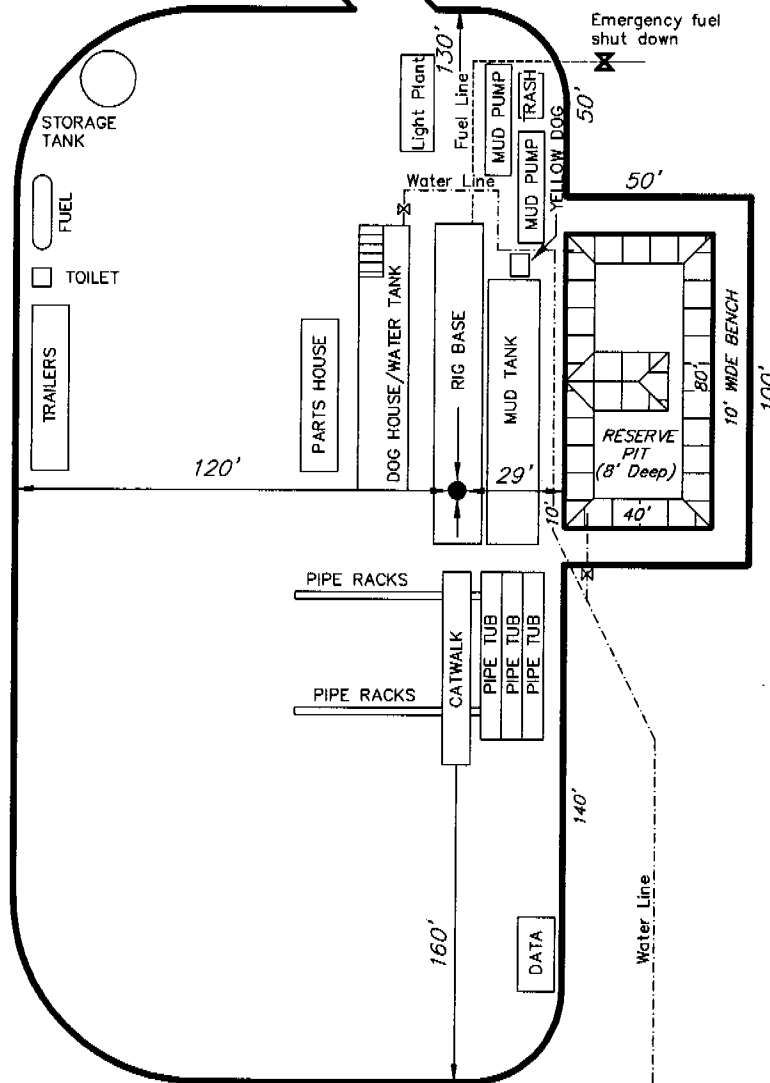 Emergency fuel
shut down
130'
Light Plant
Fuel Line
MUD PUMP
TRASH
50'
STORAGE
TANK
MUD PUMP
YELLOW DOG
Water Line
50'
FUEL
TOILET
TRAILERS
PARTS HOUSE
DOG HOUSE/WATER TANK
RIG BASE
MUD TANK
80'
10' WIDE BENCH
100'
RESERVE
PIT
(8' Deep)
120'
29'
10'
40'
PIPE RACKS
CATWALK
PIPE TUB
PIPE TUB
PIPE TUB
PIPE RACKS
140'
160'
DATA
Water Line